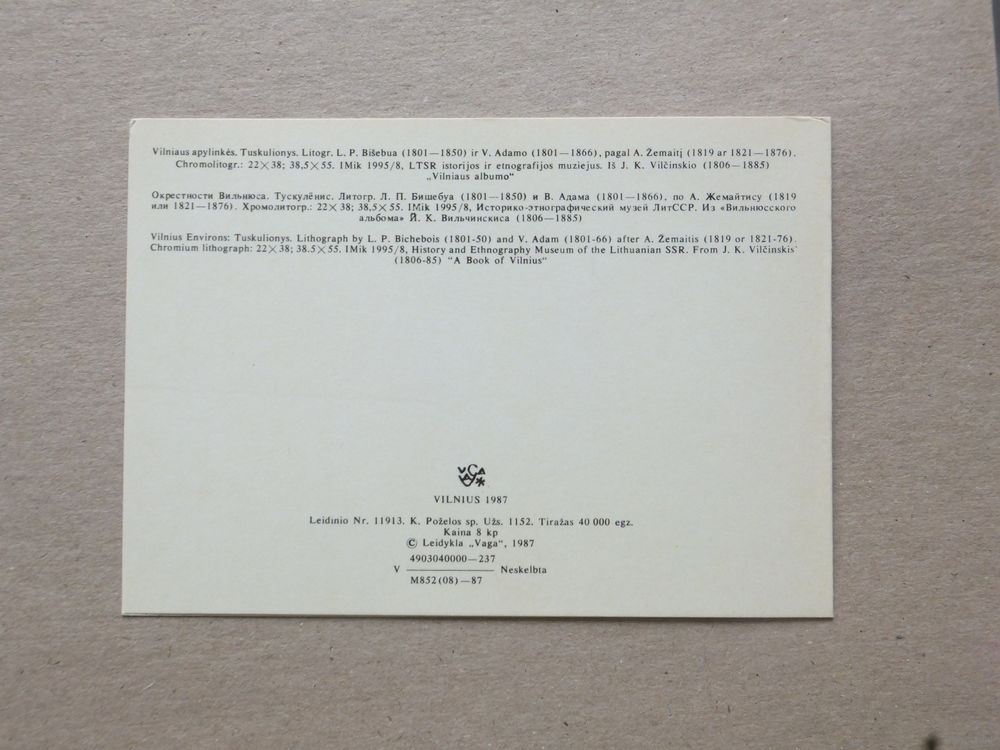 Vilniaus apylinkės. Tuskulionys. Litogr. L. P. Bišebua (1801—1850) ir V. Adamo (1801—1866), pagal A. Žemaitį (1819 ar 1821—1876).
Chromolitogr.: 22×38; 38,5×55. IMik 1995/8, LTSR istorijos ir etnografijos muziejus. Iš J. K. Vilčinskio (1806—1885)
„Vilniaus albumo“
Окрестности Вильнюса. Тускулёнис. Литогр. Л. П. Бишебуа (1801—1850) и В. Адама (1801—1866), по А. Жемайтису (1819
или 1821—1876). Хромолитогр.: 22×38; 38,5×55. IMik 1995/8, Историко-этнографический музей ЛитССР. Из «Вильнюсского
альбома» Й. К. Вильчинскиса (1806—1885)
Vilnius Environs: Tuskulionys. Lithograph by L. P. Bichebois (1801-50) and V. Adam (1801-66) after A. Žemaitis (1819 or 1821-76).
Chromium lithograph: 22×38; 38.5×55. IMik 1995/8, History and Ethnography Museum of the Lithuanian SSR. From J. K. Vilčinskis'
(1806-85) “A Book of Vilnius“
VAGA
VILNIUS 1987
Leidinio Nr. 11913. K. Poželos sp. Užs. 1152. Tiražas 40 000 egz.
Kaina 8 kp
© Leidykla „Vaga“, 1987
4903040000—237
V Neskelbta
M852(08)—87